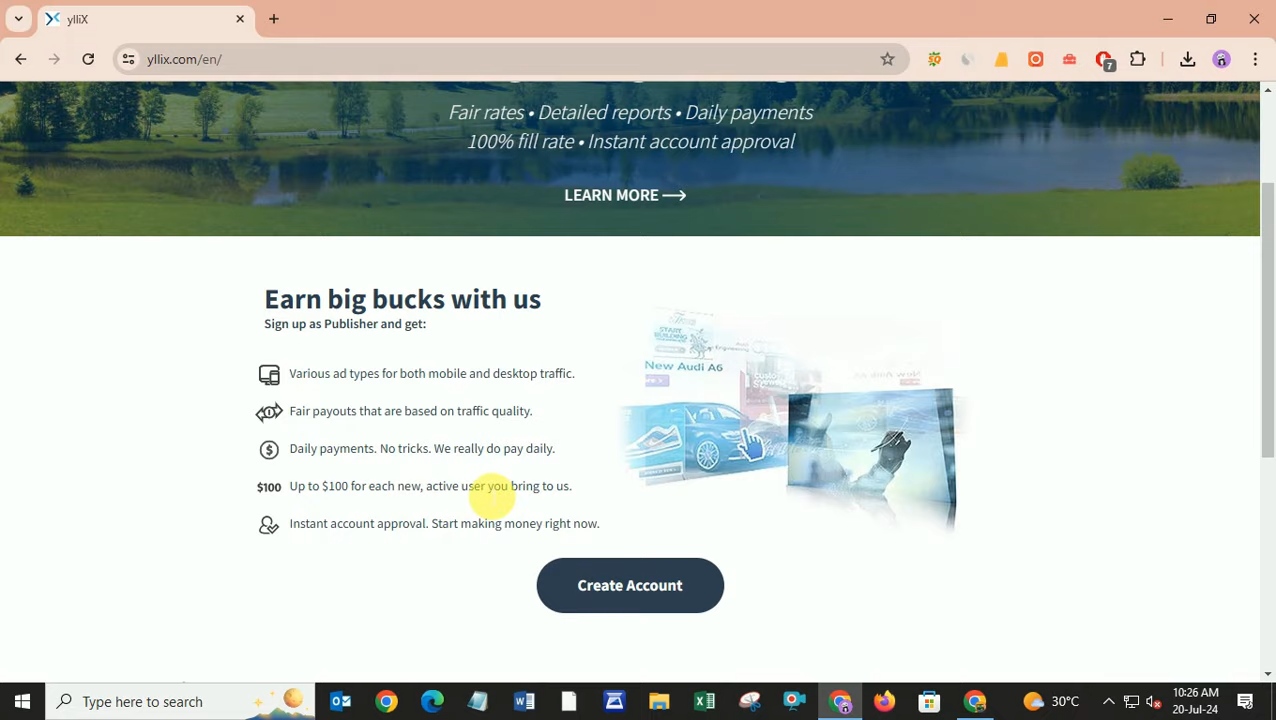 ylliX
yllix.com/en/
7
Fair rates • Detailed reports • Daily payments
100% fill rate • Instant account approval
LEARN MORE
Earn big bucks with us
Sign up as Publisher and get:
Various ad types for both mobile and desktop traffic.
Fair payouts that are based on traffic quality.
Daily payments. No tricks. We really do pay daily.
$100 Up to $100 for each new, active user you bring to us.
Instant account approval. Start making money right now.
START
BUILDING
New Audi A6
Create Account
Type here to search
30°C
10:26 AM
20-Jul-24